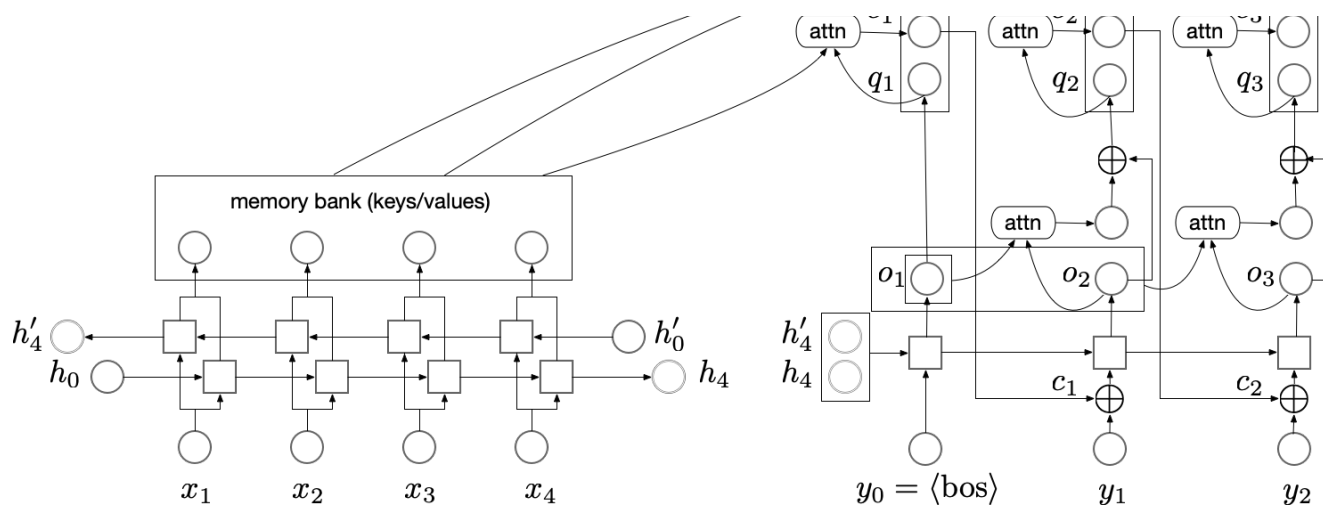 attn
attn
attn
q₁
q₂
q₃
memory bank (keys/values)
attn
attn
o₁
o₂
o₃
h′₄
h′₀
h′₄
h₀
h₄
h₄
c₁
c₂
x₁
x₂
x₃
x₄
y₀ = ⟨bos⟩
y₁
y₂